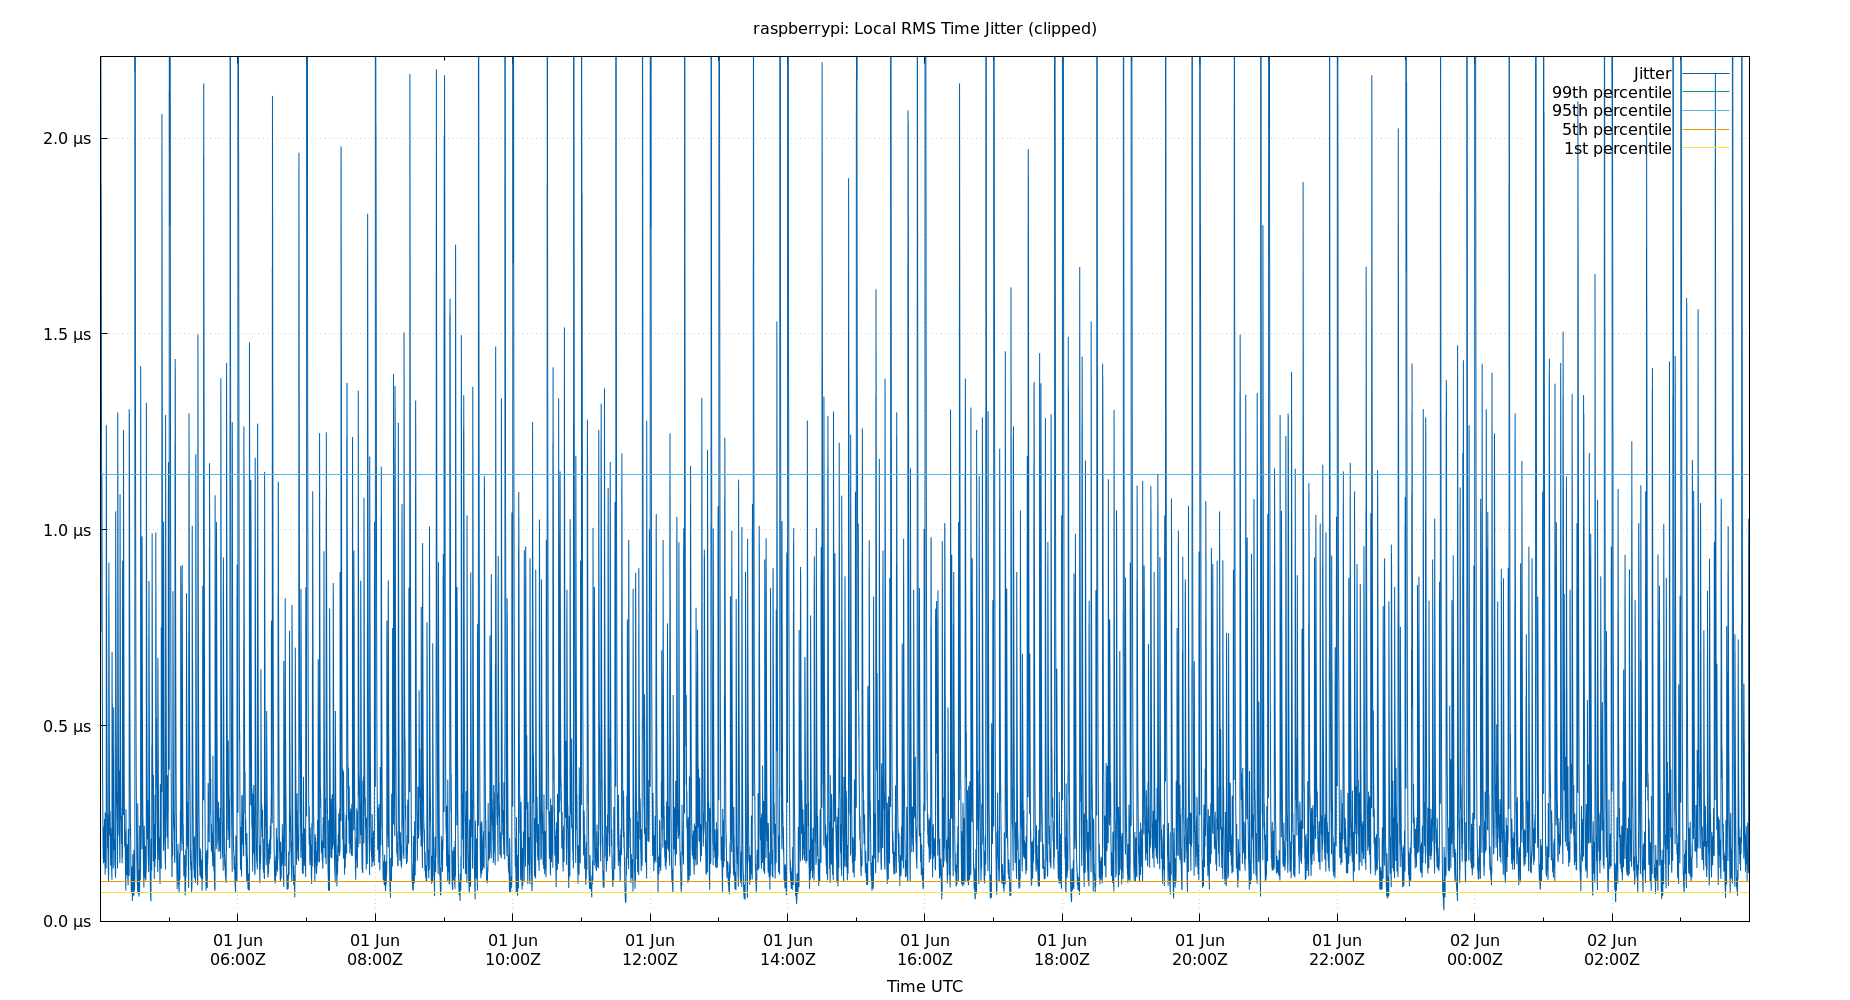 raspberrypi: Local RMS Time Jitter (clipped)
Jitter
99th percentile
95th percentile
5th percentile
1st percentile
2.0 µs
1.5 µs
1.0 µs
0.5 µs
0.0 µs
01 Jun 01 Jun 01 Jun 01 Jun 01 Jun 01 Jun 01 Jun 01 Jun 01 Jun 02 Jun 02 Jun
06:00Z 08:00Z 10:00Z 12:00Z 14:00Z 16:00Z 18:00Z 20:00Z 22:00Z 00:00Z 02:00Z
Time UTC